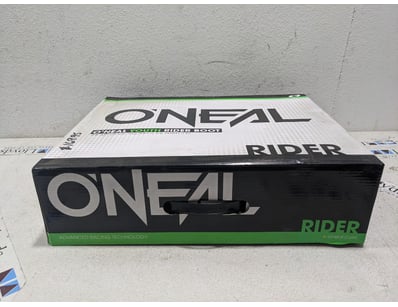 O'NEAL
O'NEAL YOUTH RIDER BOOT
RIDER
O'NEAL
RIDER
ADVANCED RACING TECHNOLOGY